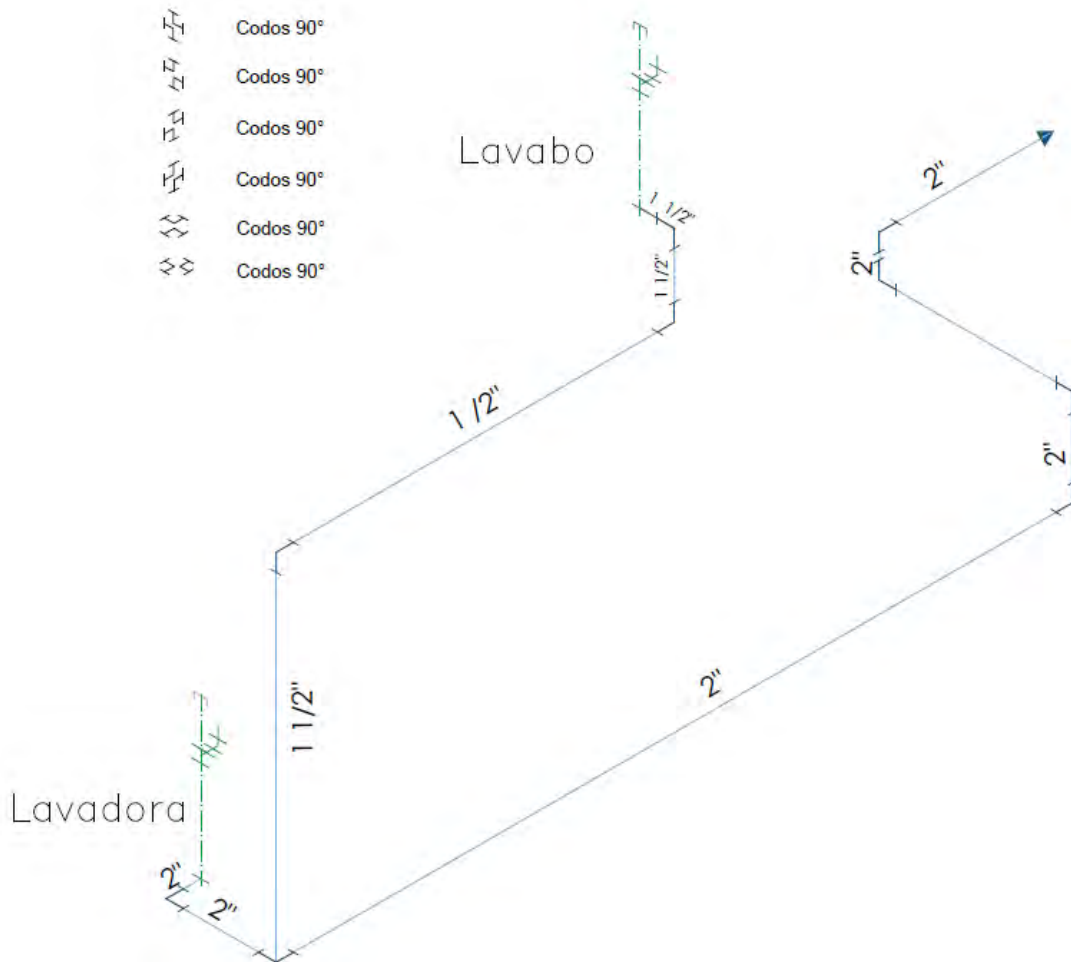 Codos 90°
Codos 90°
Codos 90°
Codos 90°
Codos 90°
Codos 90°
Lavabo
2"
1 1/2"
2"
1 1/2"
1 /2"
2"
2"
1 1/2"
Lavadora
2"
2"